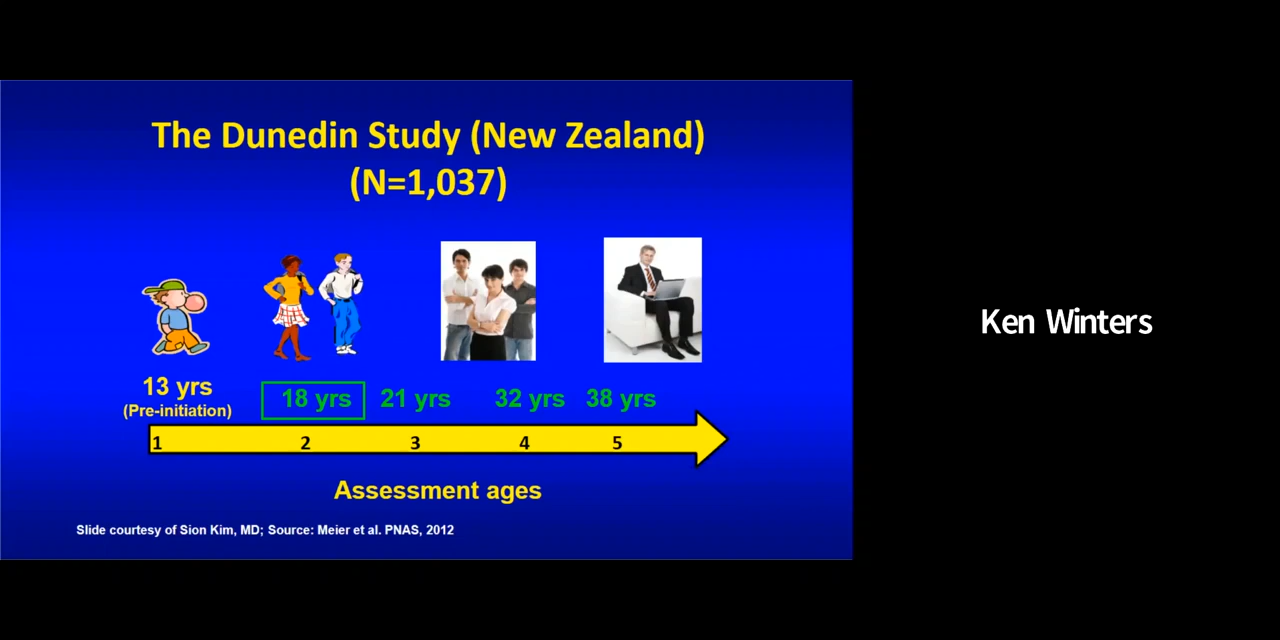 The Dunedin Study (New Zealand)
(N=1,037)
13 yrs
(Pre-initiation)
18 yrs
21 yrs
32 yrs
38 yrs
1
2
3
4
5
Assessment ages
Slide courtesy of Sion Kim, MD; Source: Meier et al. PNAS, 2012
Ken Winters